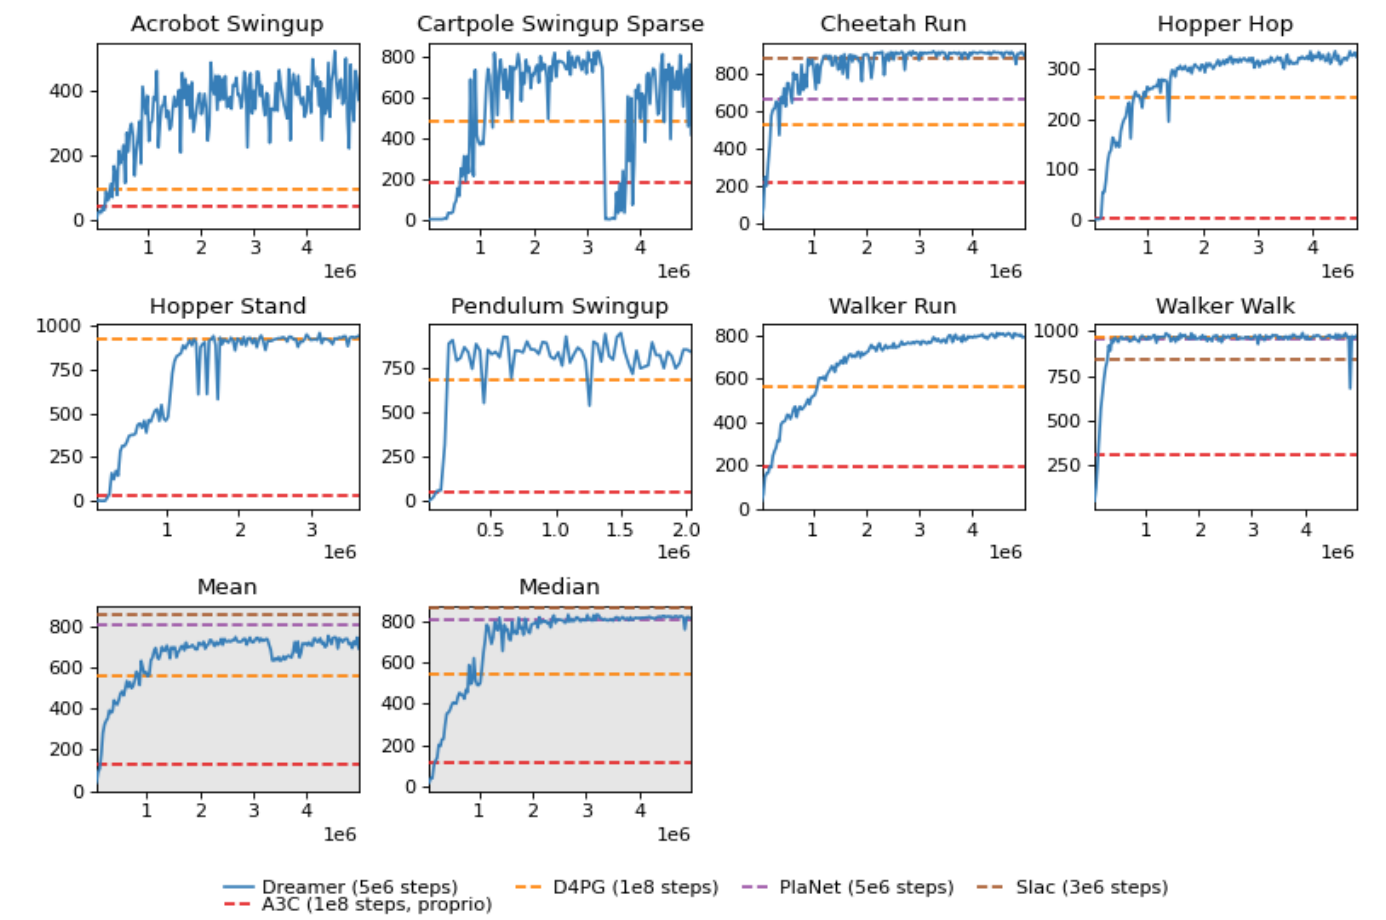 Acrobot Swingup
Cartpole Swingup Sparse
Cheetah Run
Hopper Hop
400
200
0
1 2 3 4
1e6
800
600
400
200
0
1 2 3 4
1e6
800
600
400
200
0
1 2 3 4
1e6
300
200
100
0
1 2 3 4
1e6
Hopper Stand
Pendulum Swingup
Walker Run
Walker Walk
1000
750
500
250
0
1 2 3
1e6
750
500
250
0
0.5 1.0 1.5 2.0
1e6
800
600
400
200
0
1 2 3 4
1e6
1000
750
500
250
1 2 3 4
1e6
Mean
Median
800
600
400
200
0
1 2 3 4
1e6
800
600
400
200
0
1 2 3 4
1e6
Dreamer (5e6 steps)
D4PG (1e8 steps)
PlaNet (5e6 steps)
Slac (3e6 steps)
A3C (1e8 steps, proprio)